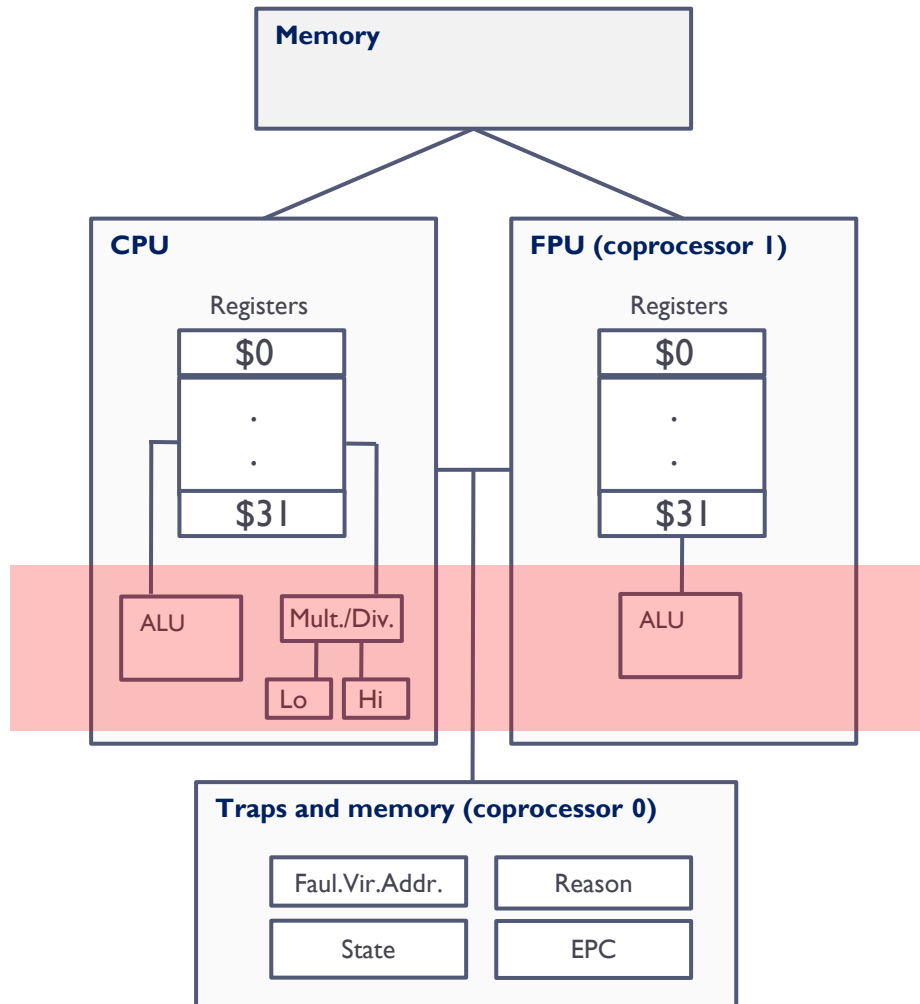 Memory
CPU
FPU (coprocessor 1)
Registers
Registers
$0
$0
.
.
.
.
$31
$31
ALU
Mult./Div.
ALU
Lo
Hi
Traps and memory (coprocessor 0)
Faul.Vir.Addr.
Reason
State
EPC